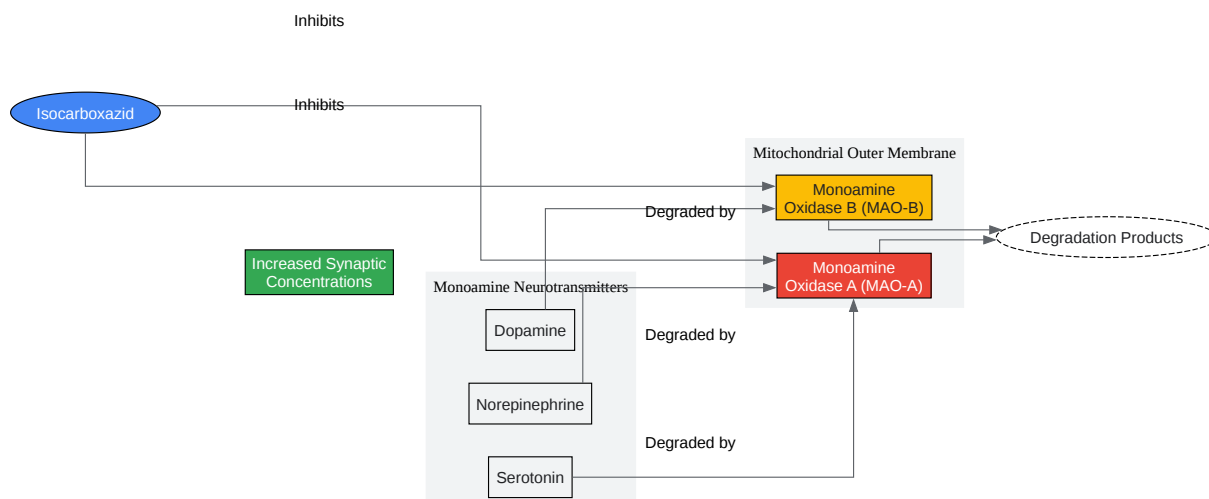 Inhibits
Isocarboxazid
Inhibits
Mitochondrial Outer Membrane
Monoamine
Oxidase B (MAO-B)
Degraded by
Degradation Products
Increased Synaptic
Concentrations
Monoamine
Oxidase A (MAO-A)
Monoamine Neurotransmitters
Dopamine
Degraded by
Norepinephrine
Degraded by
Serotonin